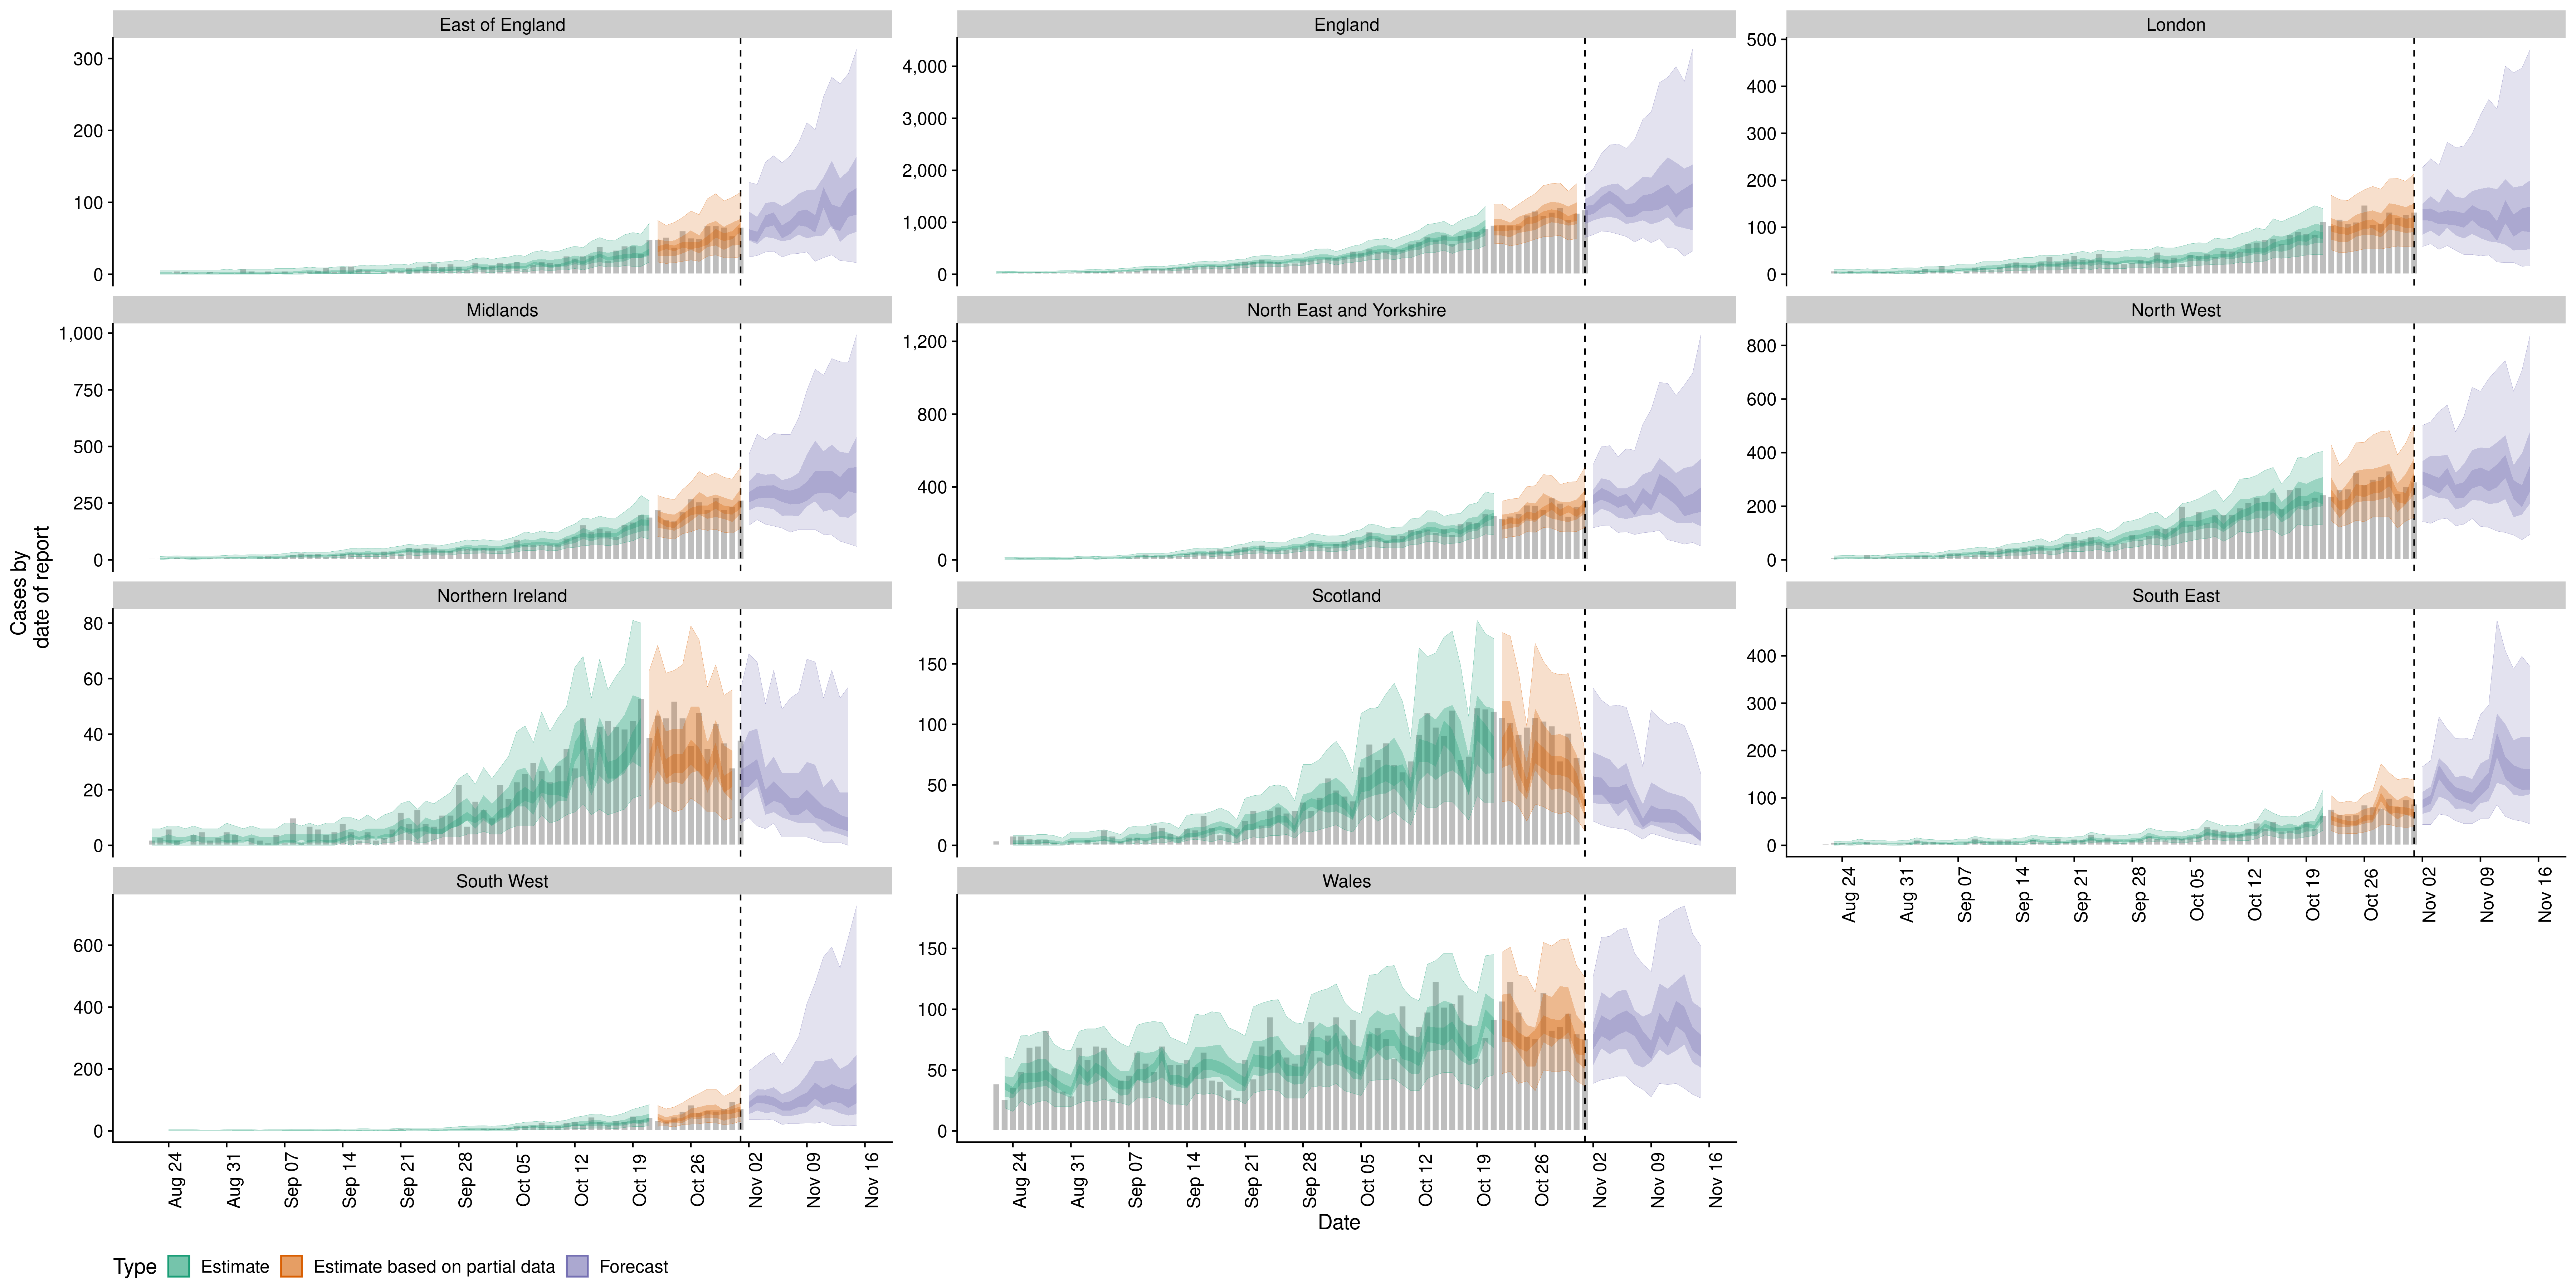 East of England
England
London
300
200
100
0
4,000
3,000
2,000
1,000
0
500
400
300
200
100
0
Midlands
North East and Yorkshire
North West
1,000
750
500
250
0
1,200
800
400
0
800
600
400
200
0
Cases by
date of report
Northern Ireland
Scotland
South East
80
60
40
20
0
150
100
50
0
400
300
200
100
0
Aug 24
Aug 31
Sep 07
Sep 14
Sep 21
Sep 28
Oct 05
Oct 12
Oct 19
Oct 26
Nov 02
Nov 09
Nov 16
South West
Wales
600
400
200
0
150
100
50
0
Aug 24
Aug 31
Sep 07
Sep 14
Sep 21
Sep 28
Oct 05
Oct 12
Oct 19
Oct 26
Nov 02
Nov 09
Nov 16
Aug 24
Aug 31
Sep 07
Sep 14
Sep 21
Sep 28
Oct 05
Oct 12
Oct 19
Oct 26
Nov 02
Nov 09
Nov 16
Date
Type Estimate Estimate based on partial data Forecast